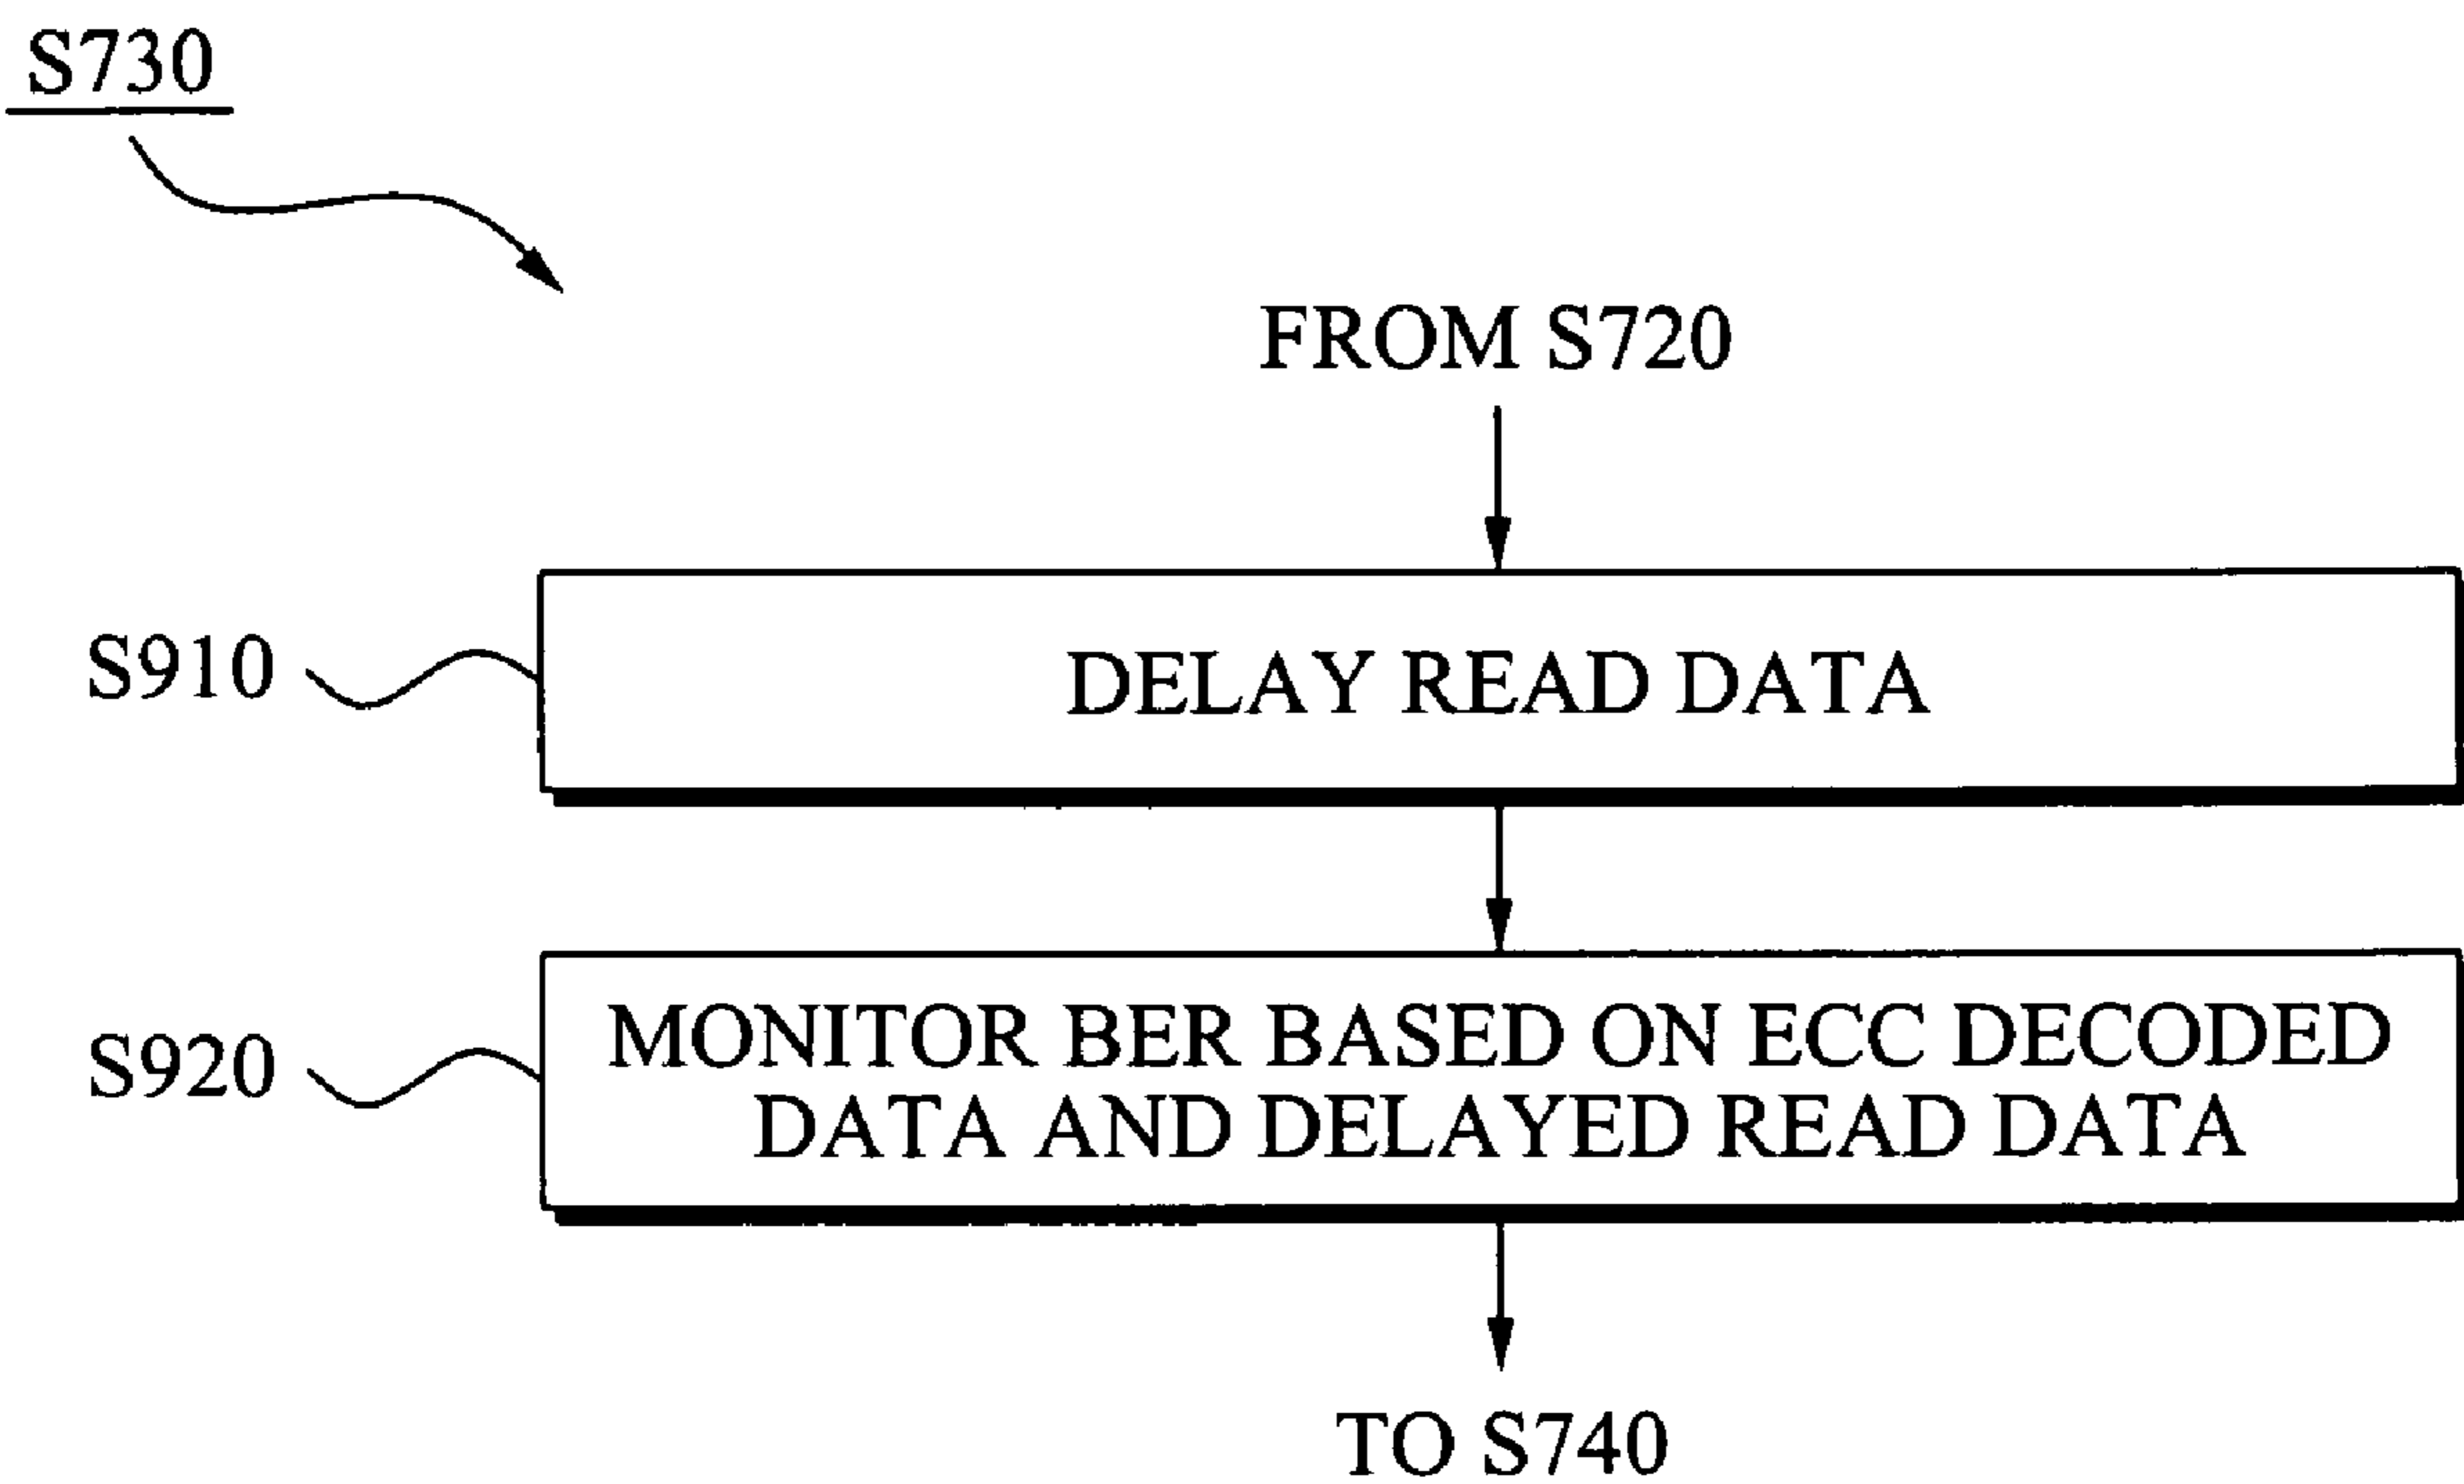 S730
FROM S720
S910
DELAY READ DATA
S920
MONITOR BER BASED ON ECC DECODED
DATA AND DELAYED READ DATA
TO S740